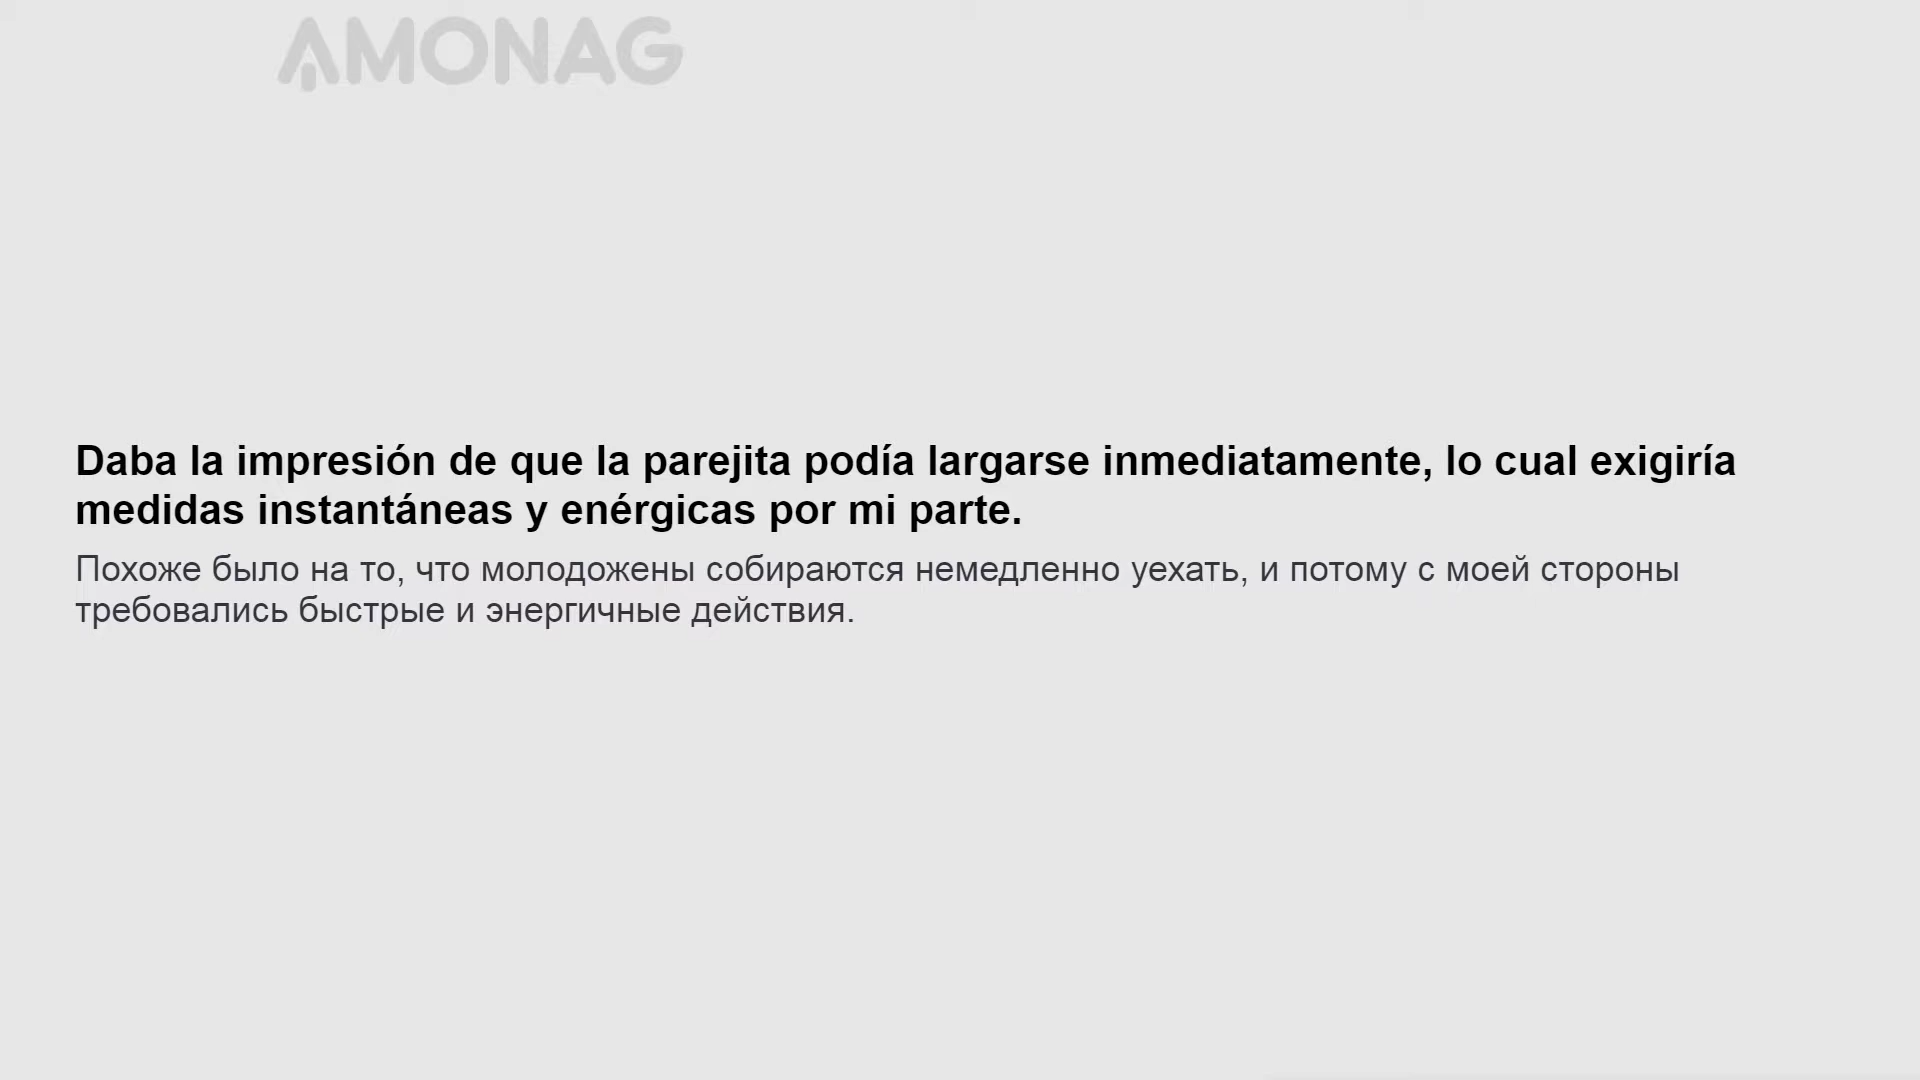 AMONAG
Daba la impresión de que la parejita podía largarse inmediatamente, lo cual exigiría
medidas instantáneas y enérgicas por mi parte.
Похоже было на то, что молодожены собираются немедленно уехать, и потому с моей стороны
требовались быстрые и энергичные действия.